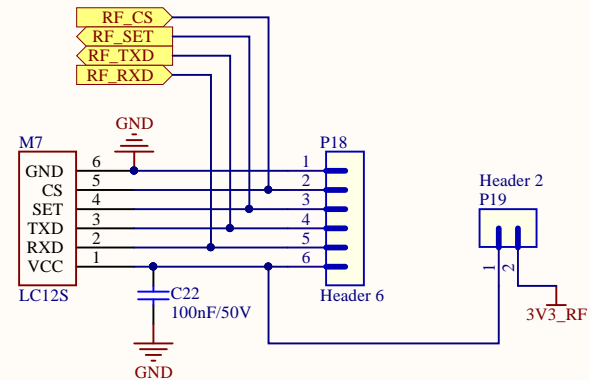 RF_CS
RF_SET
RF_TXD
RF_RXD
GND
M7
P18
GND 6 1
CS 5 2
SET 4 3
TXD 3 4
RXD 2 5
VCC 1 6
LC12S
Header 6
C22
100nF/50V
GND
Header 2
P19
1 2
3V3_RF